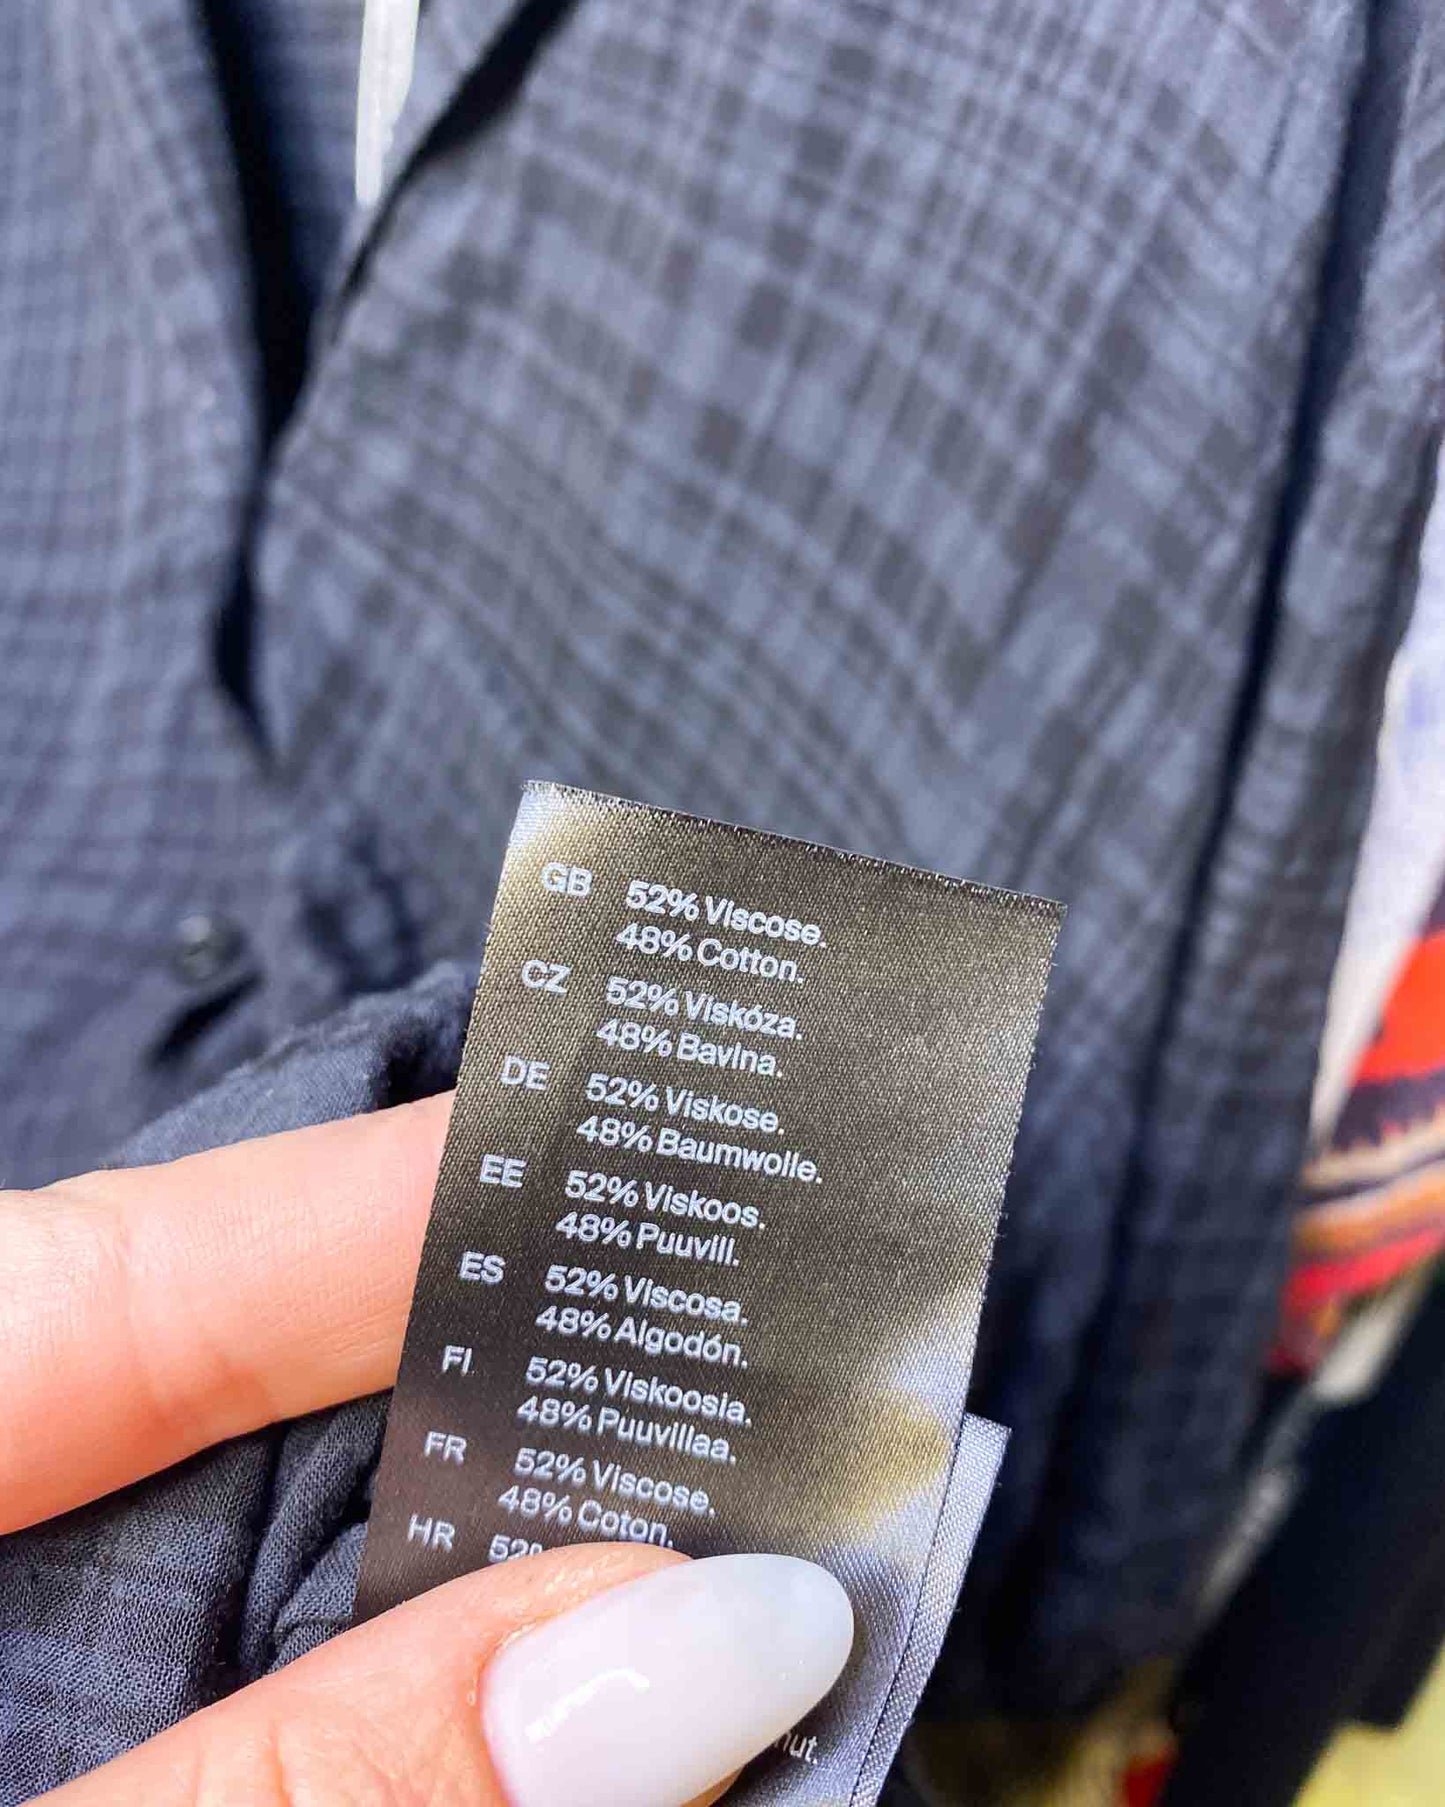 GB 52% Viscose.
48% Cotton.
CZ 52% Viskóza.
48% Bavlna.
DE 52% Viskose.
48% Baumwolle.
EE 52% Viskoos.
48% Puuvill.
ES 52% Viscosa.
48% Algodón.
FI 52% Viskoosia.
48% Puuvillaa.
FR 52% Viscose.
48% Coton.
HR 52%